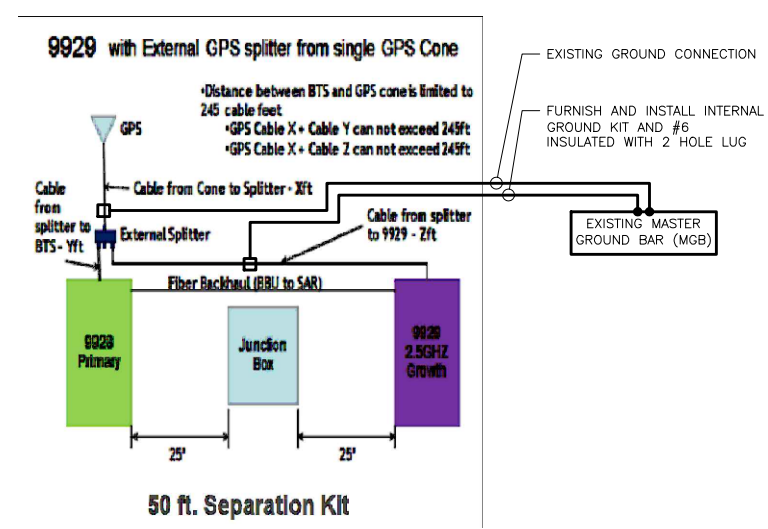 9929 with External GPS splitter from single GPS Cone
•Distance between BTS and GPS cone is limited to
245 cable feet
•GPS Cable X + Cable Y can not exceed 245ft
•GPS Cable X + Cable Z can not exceed 245ft
GPS
EXISTING GROUND CONNECTION
FURNISH AND INSTALL INTERNAL
GROUND KIT AND #6
INSULATED WITH 2 HOLE LUG
Cable
from
splitter to
BTS - Yft
Cable from Cone to Splitter - Xft
External Splitter
Cable from splitter
to 9929 - Zft
EXISTING MASTER
GROUND BAR (MGB)
Fiber Backhaul (BBU to SAR)
9928
Primary
Junction
Box
9929
2.5GHZ
Growth
25'
25'
50 ft. Separation Kit